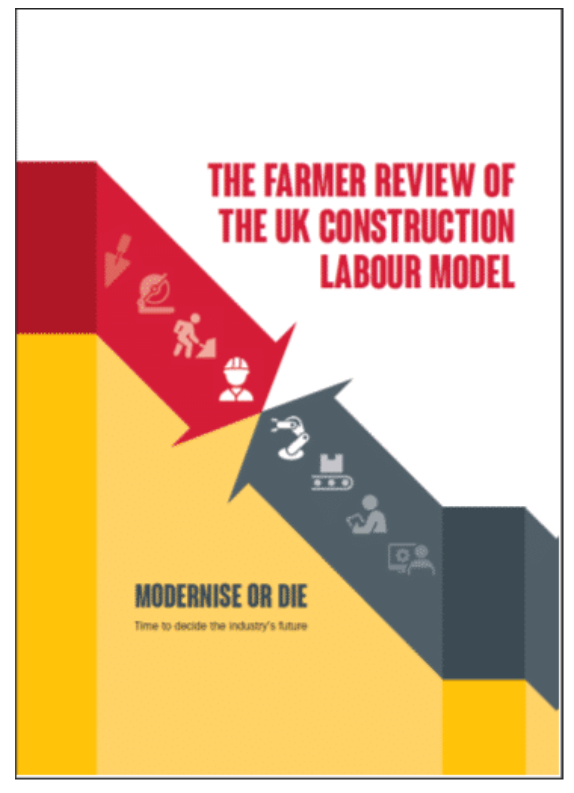 THE FARMER REVIEW OF
THE UK CONSTRUCTION
LABOUR MODEL
MODERNISE OR DIE
Time to decide the industry's future